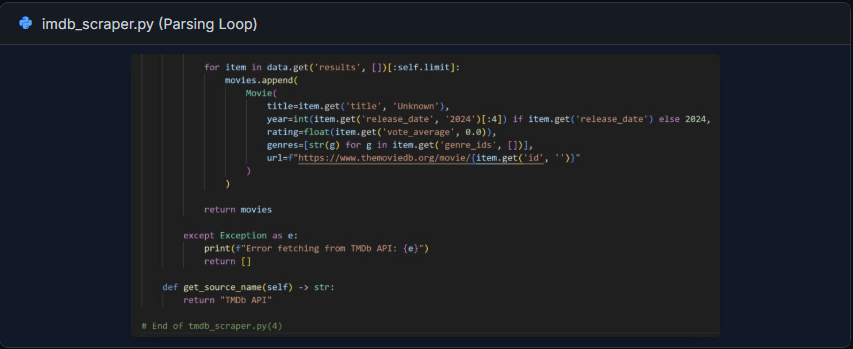 imdb_scraper.py (Parsing Loop)
for item in data.get('results', [])[:self.limit]:
movies.append(
Movie(
title=item.get('title', 'Unknown'),
year=int(item.get('release_date', '2024')[:4]) if item.get('release_date') else 2024,
rating=float(item.get('vote_average', 0.0)),
genres=[str(g) for g in item.get('genre_ids', [])],
url=f"https://www.themoviedb.org/movie/{item.get('id', '')}"
)
)
return movies
except Exception as e:
print(f"Error fetching from TMDb API: {e}")
return []
def get_source_name(self) -> str:
return "TMDb API"
# End of tmdb_scraper.py(4)